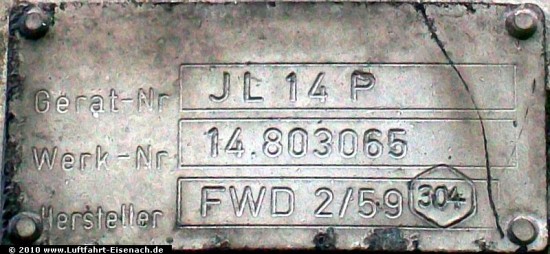 Gerät-Nr JL 14 P
Werk-Nr 14.803065
Hersteller FWD 2/59 304
© 2010 www.Luftfahrt-Eisenach.de